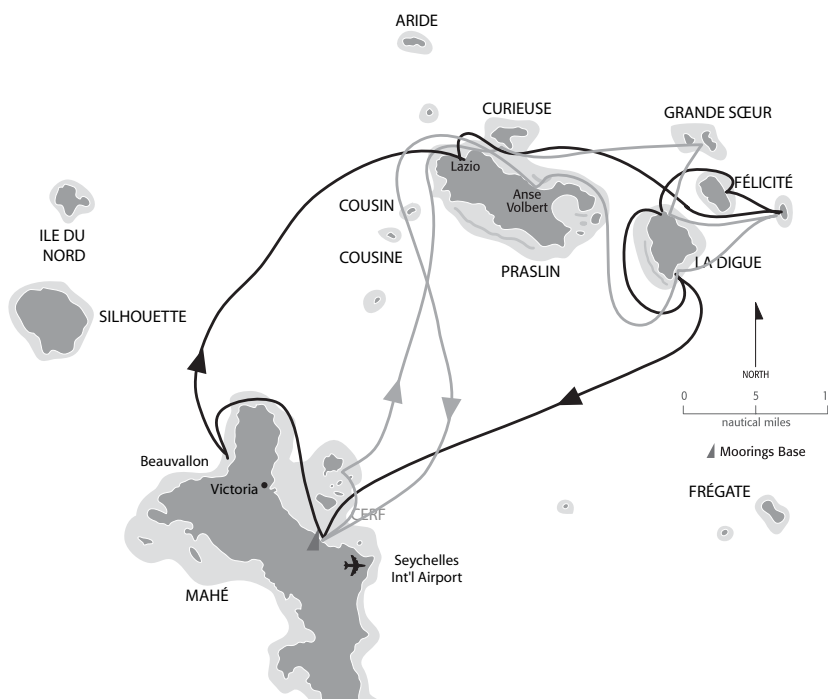 ARIDE
CURIEUSE
GRANDE SŒUR
Lazio
FÉLICITÉ
Anse
Volbert
COUSIN
ILE DU
NORD
COUSINE
PRASLIN
LA DIGUE
SILHOUETTE
NORTH
0 5 1
nautical miles
Moorings Base
Beauvallon
Victoria
FRÉGATE
CERF
Seychelles
Int'l Airport
MAHÉ